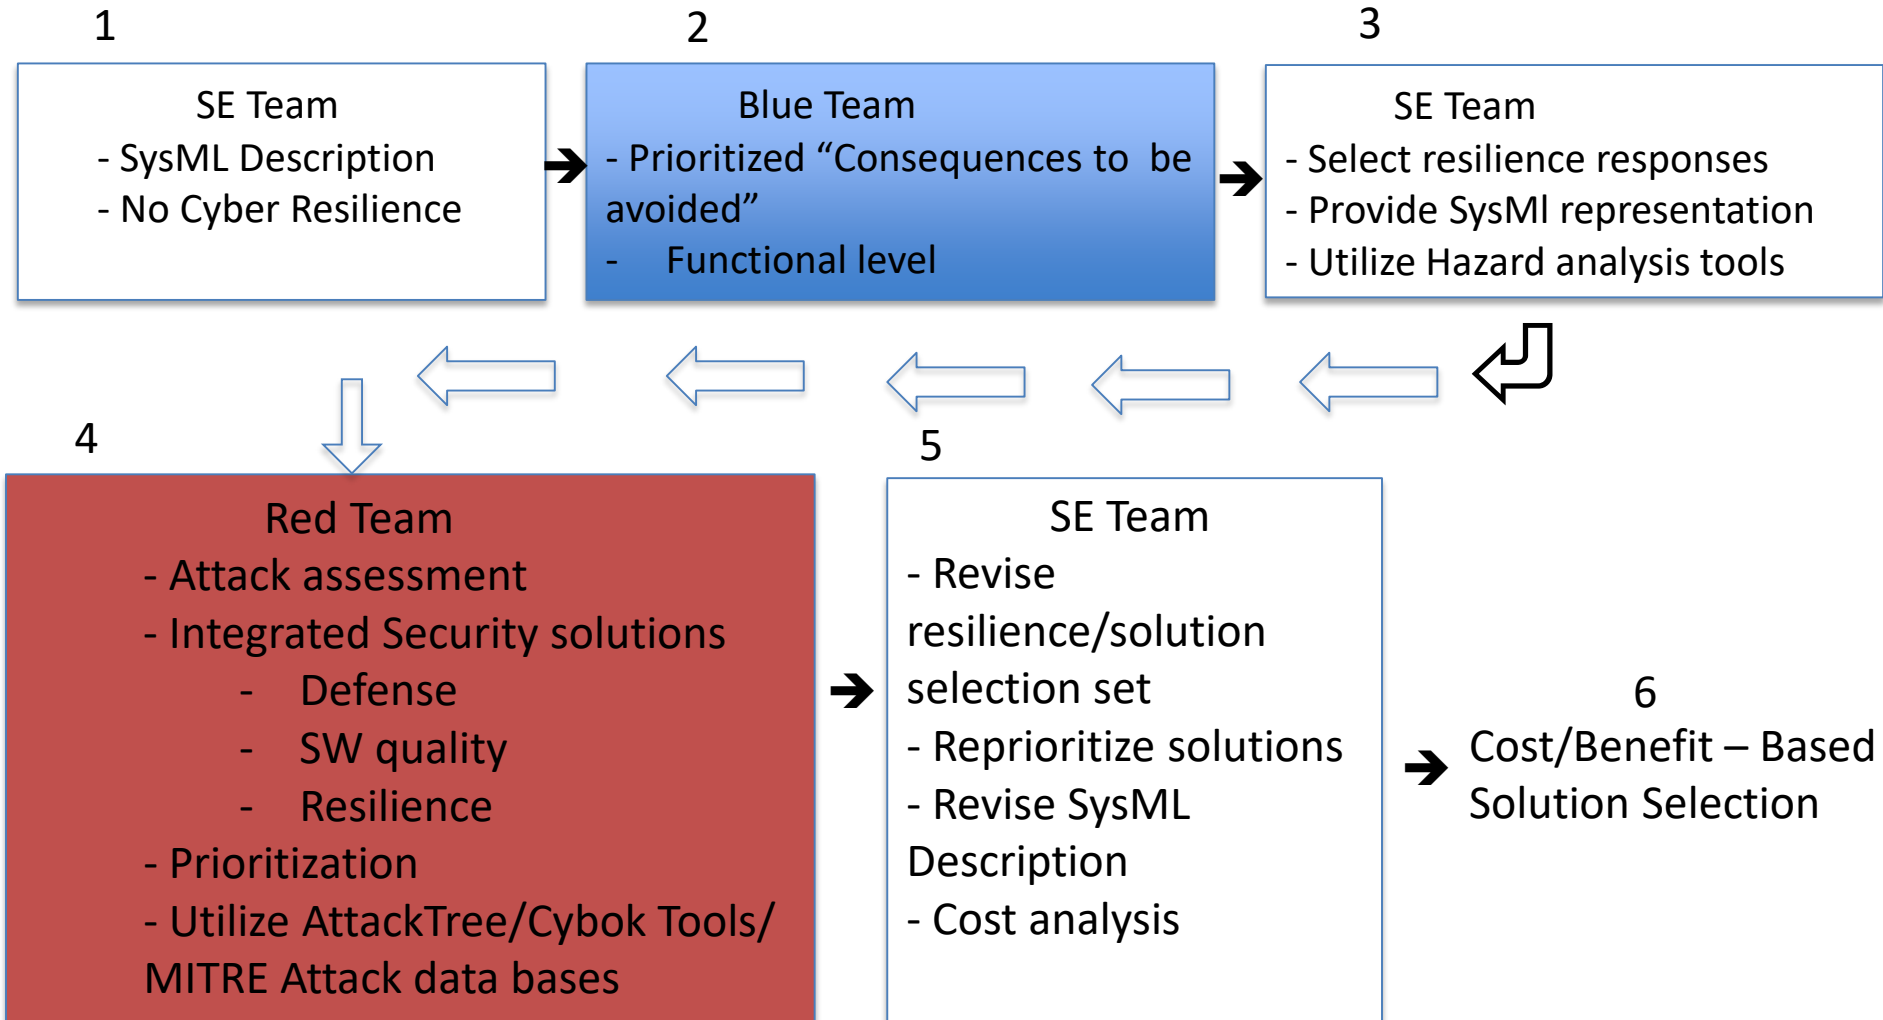 1
SE Team
- SysML Description
- No Cyber Resilience
2
Blue Team
- Prioritized “Consequences to be
avoided”
- Functional level
3
SE Team
- Select resilience responses
- Provide SysMl representation
- Utilize Hazard analysis tools
4
Red Team
- Attack assessment
- Integrated Security solutions
- Defense
- SW quality
- Resilience
- Prioritization
- Utilize AttackTree/Cybok Tools/
MITRE Attack data bases
5
SE Team
- Revise
resilience/solution
selection set
- Reprioritize solutions
- Revise SysML
Description
- Cost analysis
6
Cost/Benefit – Based
Solution Selection